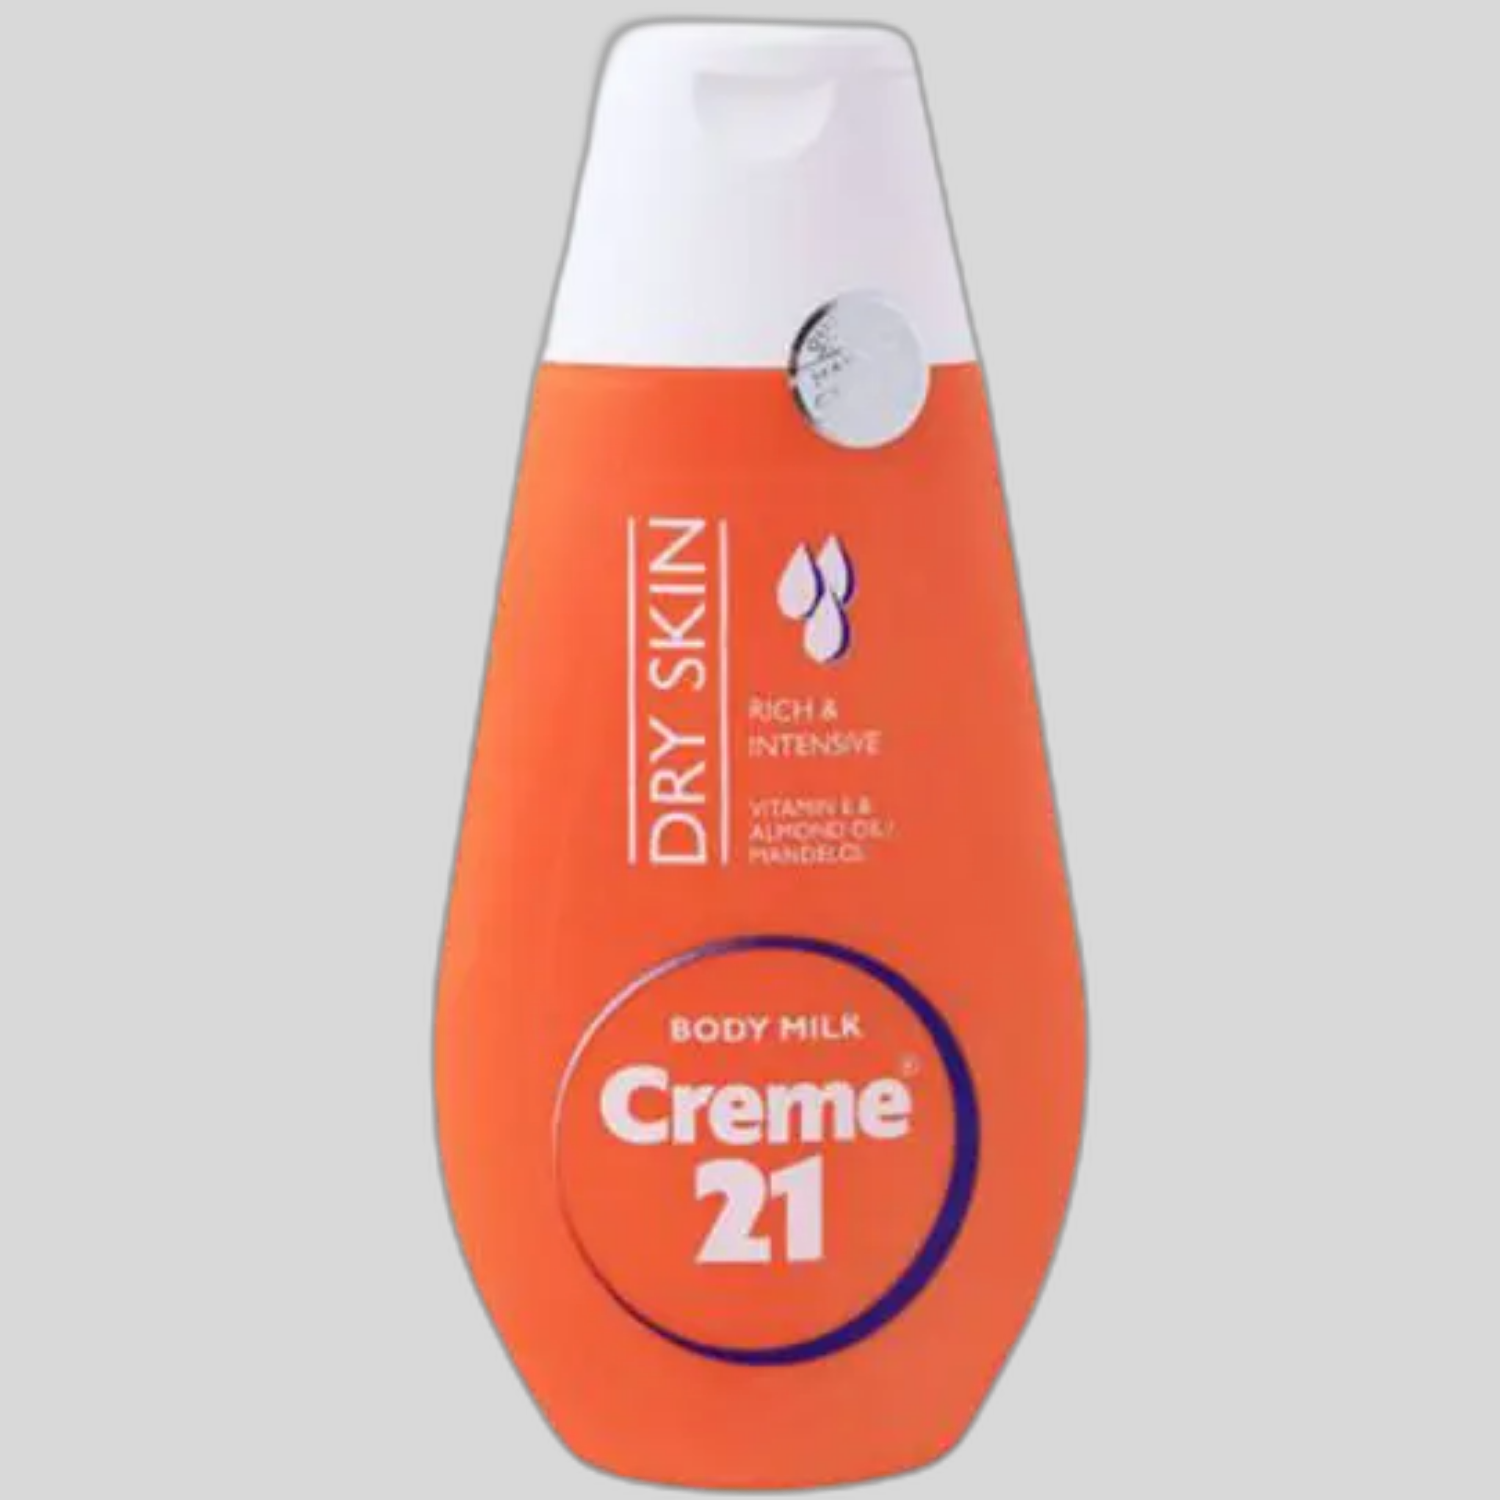 DRY SKIN
RICH &
INTENSIVE
VITAMIN E &
ALMOND OIL/
MANDELÖL
BODY MILK
Creme®
21